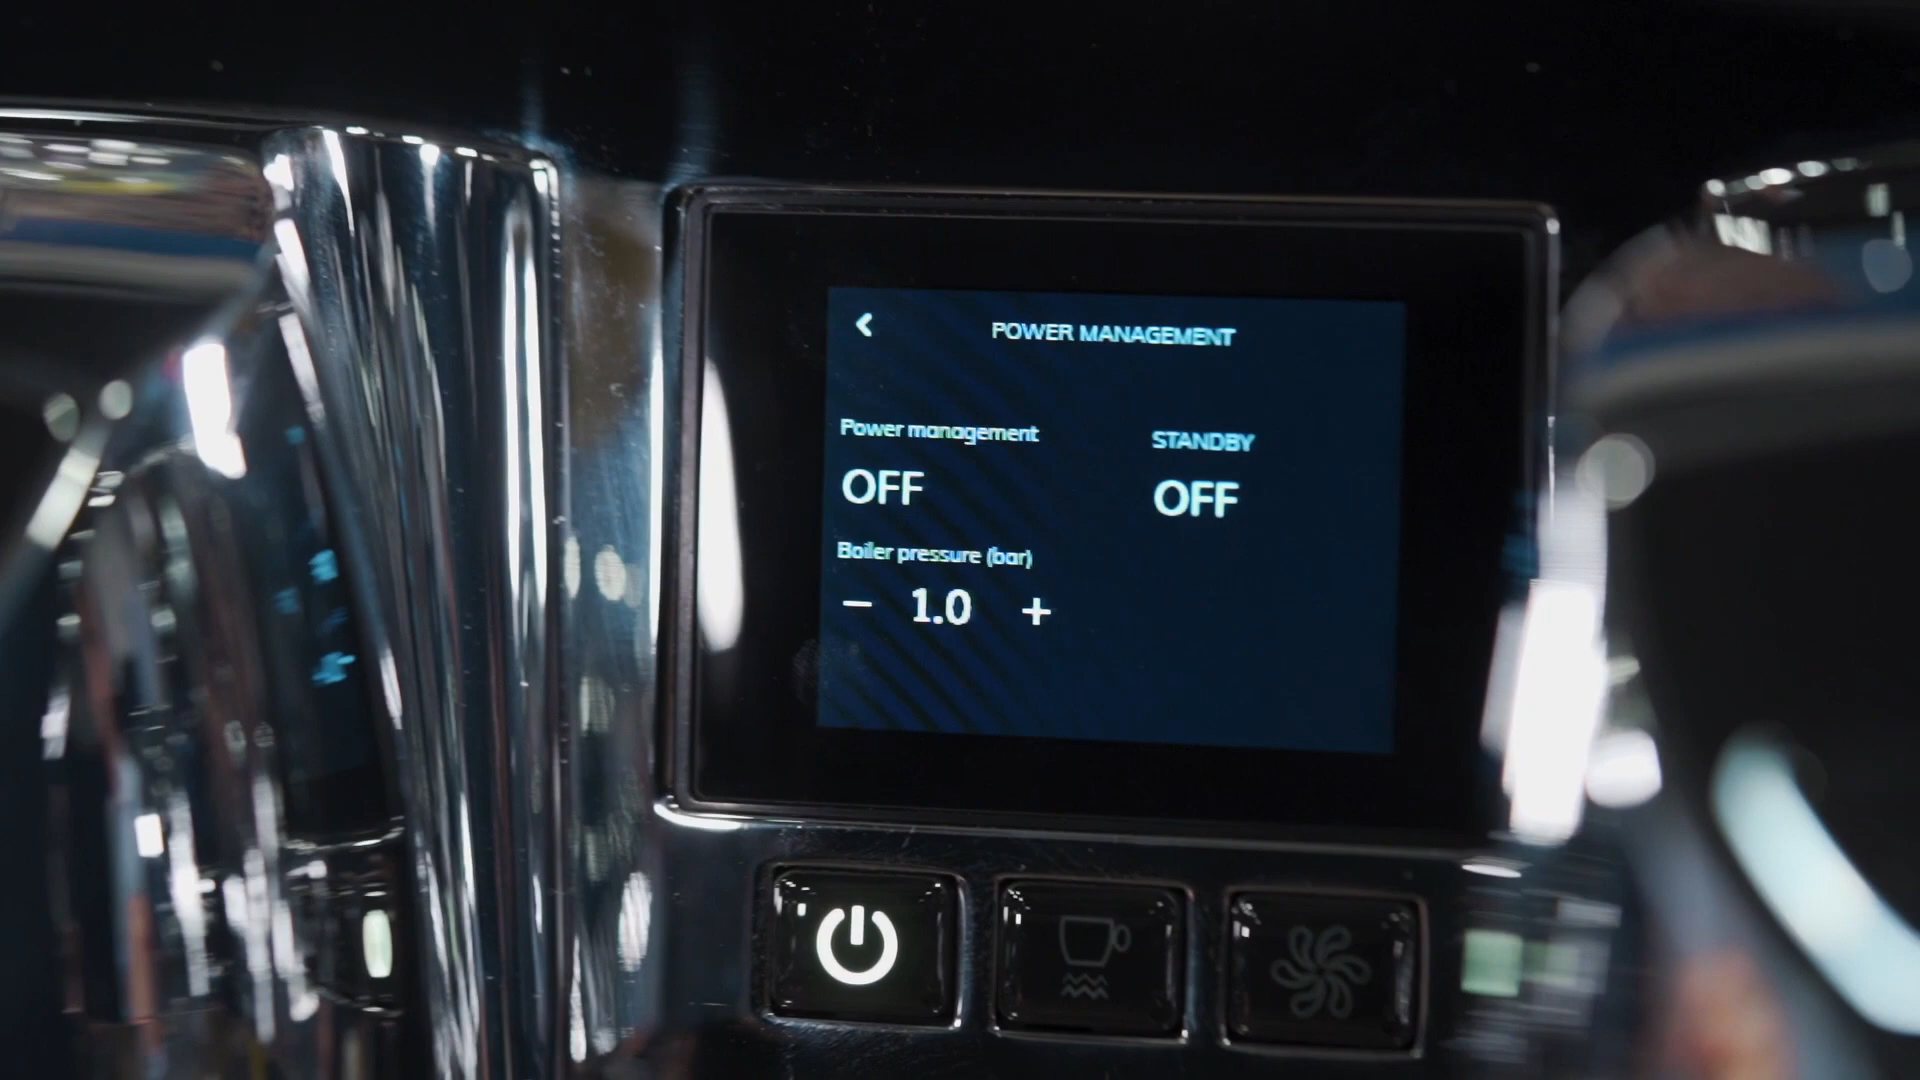 POWER MANAGEMENT
Power management
OFF
STANDBY
OFF
Boiler pressure (bar)
− 1.0 +